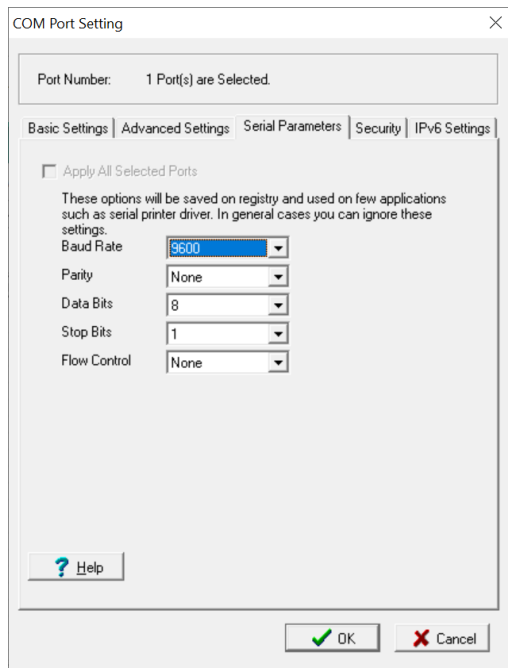 COM Port Setting
Port Number: 1 Port(s) are Selected.
Basic Settings Advanced Settings Serial Parameters Security IPv6 Settings
Apply All Selected Ports
These options will be saved on registry and used on few applications
such as serial printer driver. In general cases you can ignore these
settings.
Baud Rate 9600
Parity None
Data Bits 8
Stop Bits 1
Flow Control None
? Help
OK Cancel